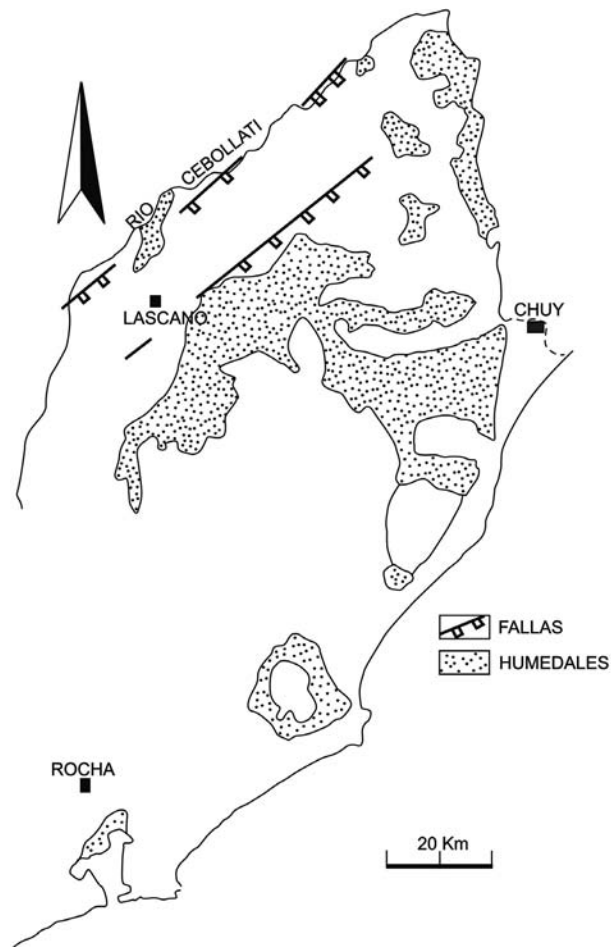 RIO CEBOLLATI
LASCANO
CHUY
FALLAS
HUMEDALES
ROCHA
20 Km